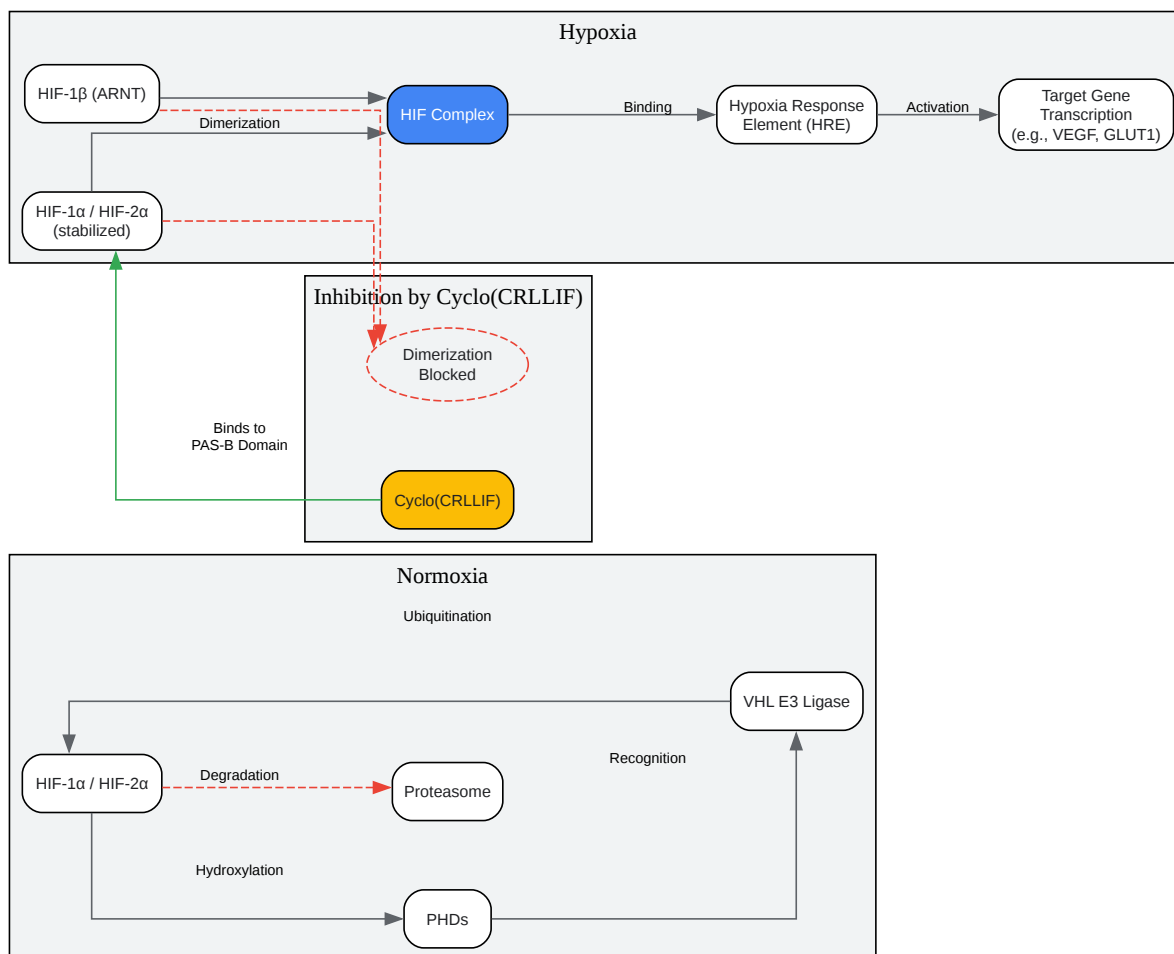 Hypoxia
HIF-1β (ARNT)
HIF Complex
Binding
Hypoxia Response
Element (HRE)
Activation
Target Gene
Transcription
(e.g., VEGF, GLUT1)
Dimerization
HIF-1α / HIF-2α
(stabilized)
Inhibition by Cyclo(CRLLIF)
Dimerization
Blocked
Binds to
PAS-B Domain
Cyclo(CRLLIF)
Normoxia
Ubiquitination
VHL E3 Ligase
Recognition
HIF-1α / HIF-2α
Degradation
Proteasome
Hydroxylation
PHDs